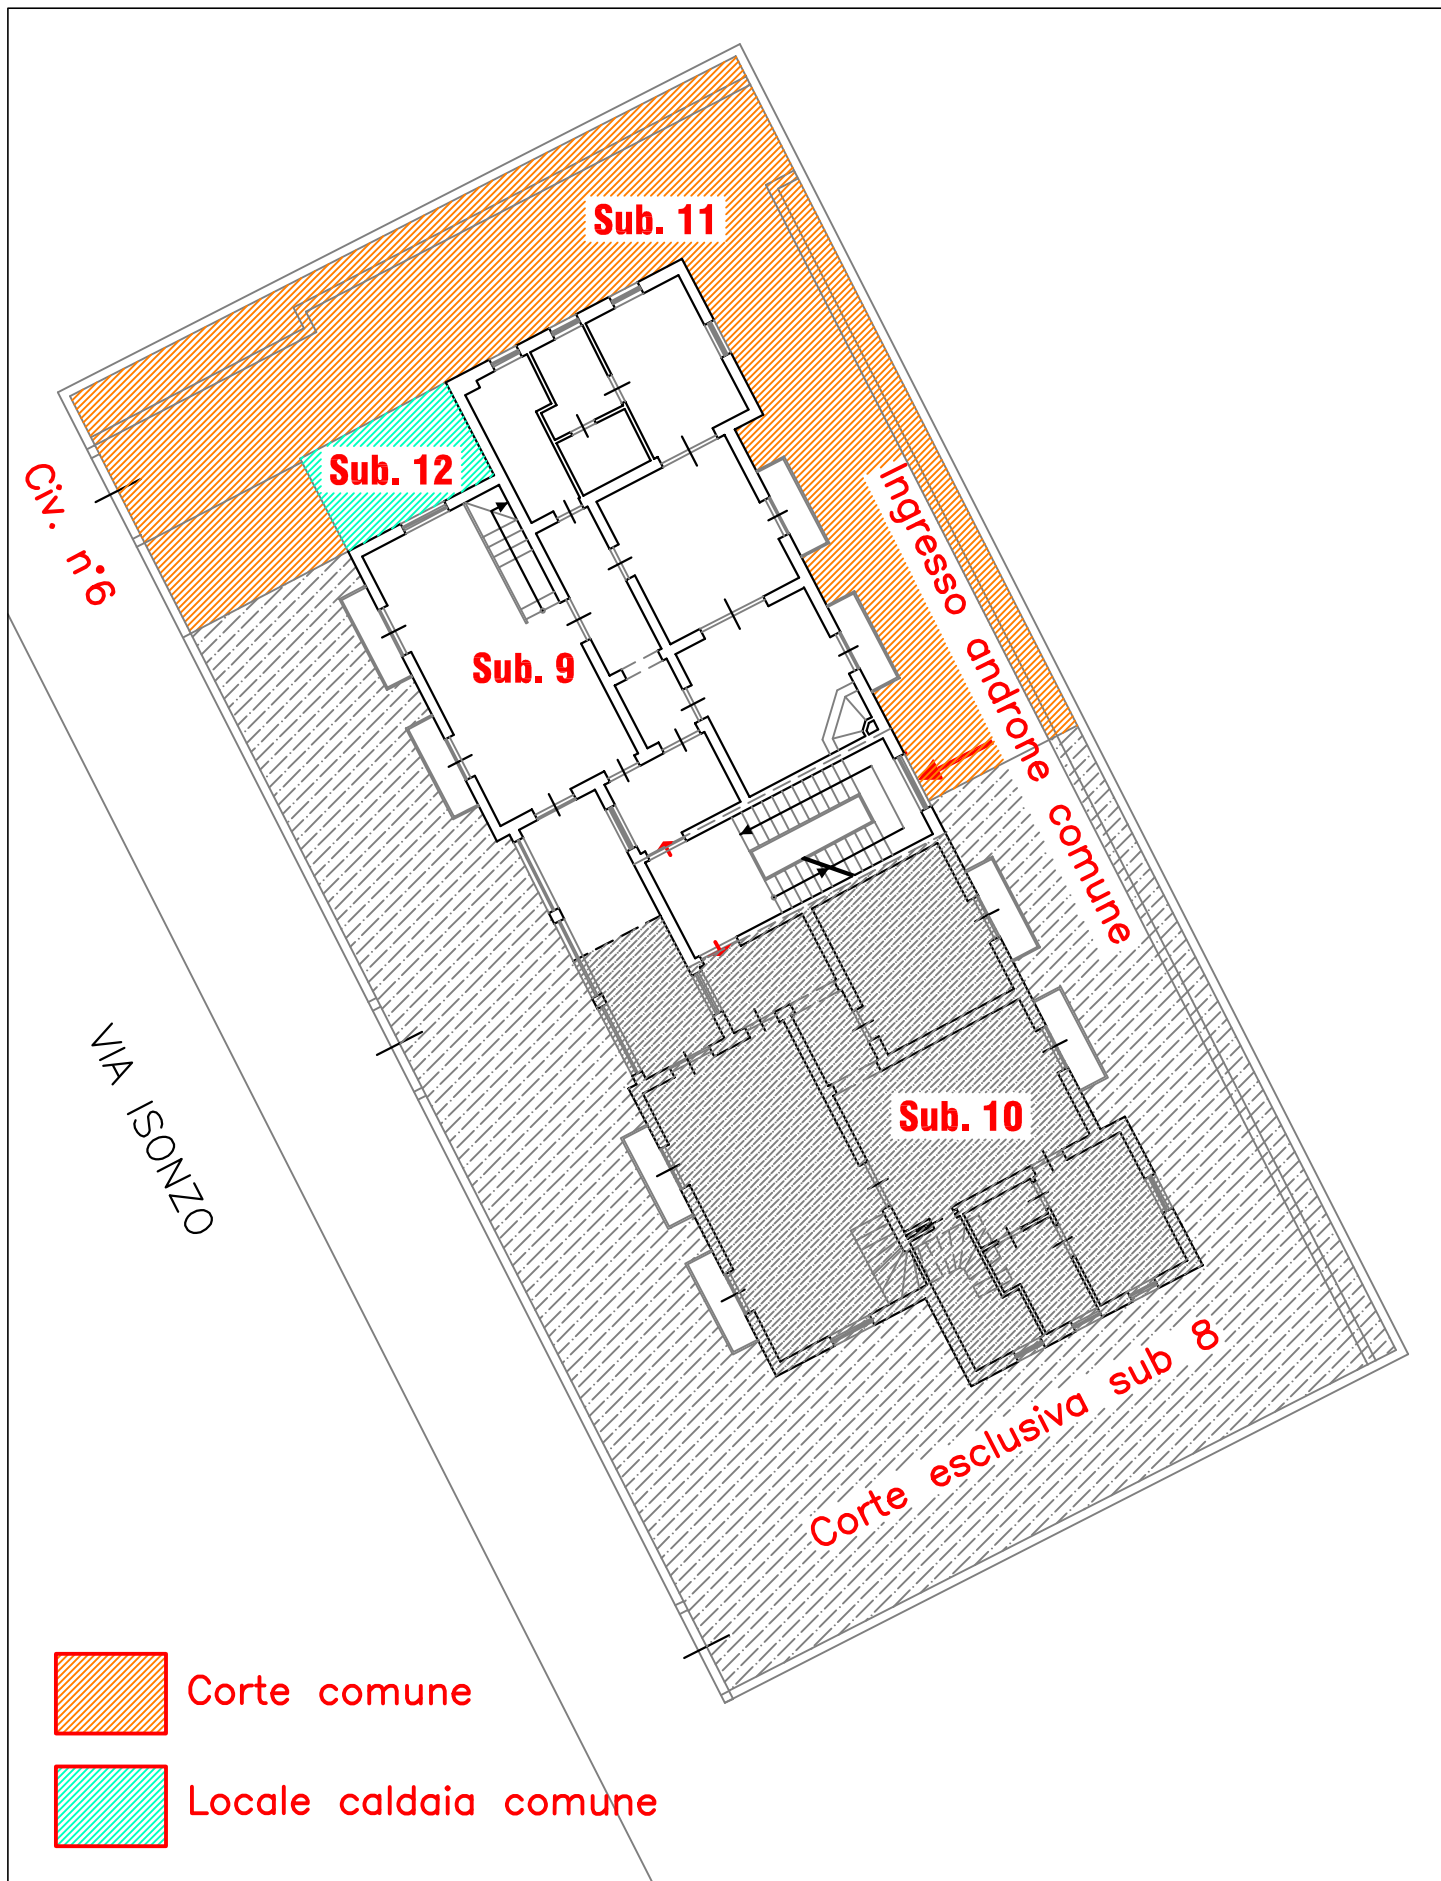 Sub. 11
Sub. 12
Civ. n°6
Ingresso androne comune
Sub. 9
VIA ISONZO
Sub. 10
Corte esclusiva sub 8
Corte comune
Locale caldaia comune